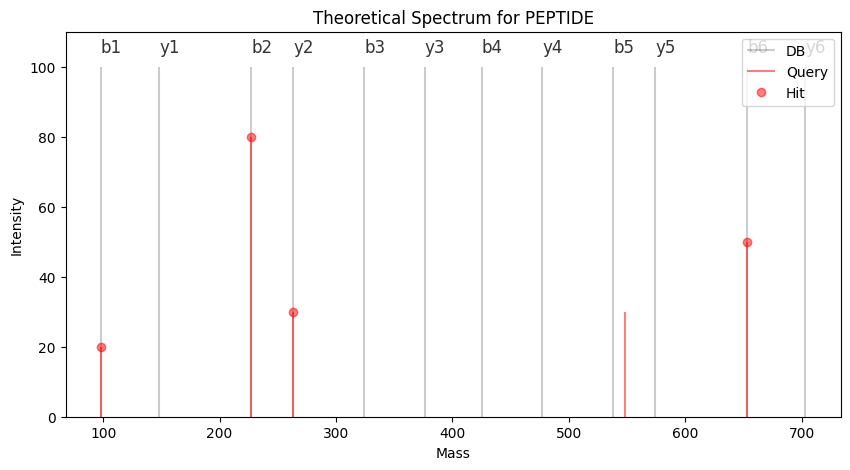 Theoretical Spectrum for PEPTIDE
b1 y1 b2 y2 b3 y3 b4 y4 b5 y5 b6 y6
DB
Query
Hit
100
80
60
40
20
0
Intensity
100 200 300 400 500 600 700
Mass